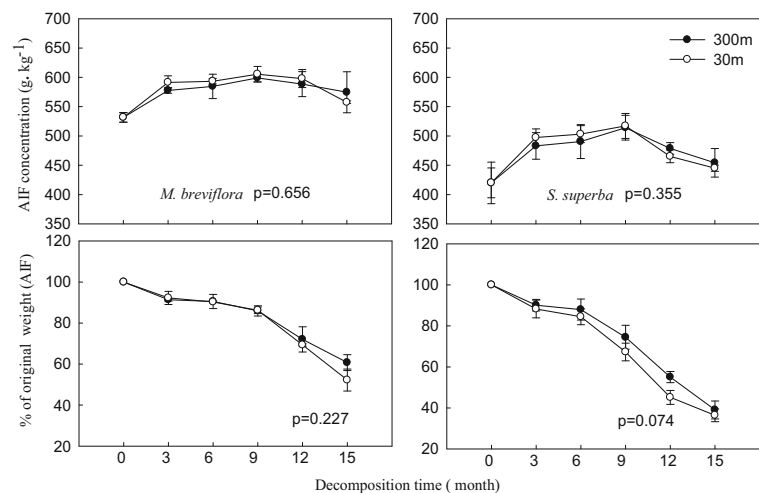 700
650
600
550
500
450
400
350
AIF concentration (g. kg-1)
M. breviflora p=0.656
700
650
600
550
500
450
400
350
300m
30m
S. superba p=0.355
120
100
80
60
40
20
% of original weight (AIF)
p=0.227
0 3 6 9 12 15
120
100
80
60
40
20
p=0.074
0 3 6 9 12 15
Decomposition time ( month)